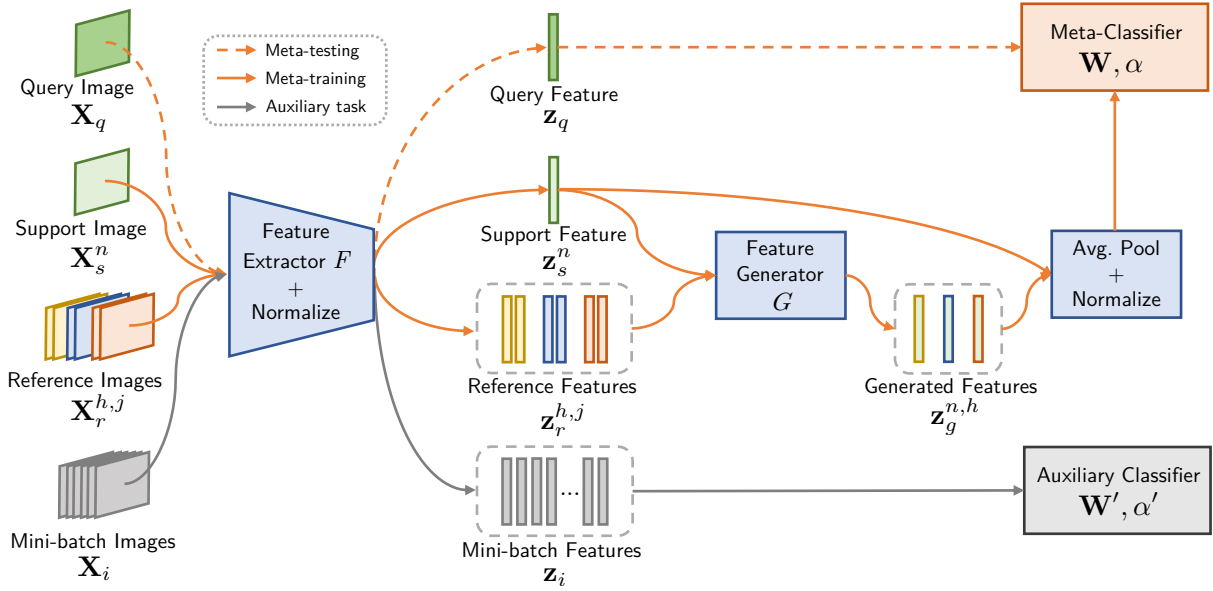 Query Image
X_q
Meta-testing
Meta-training
Auxiliary task
Query Feature
z_q
Meta-Classifier
W, α
Support Image
X_s^n
Feature
Extractor F
+
Normalize
Support Feature
z_s^n
Feature
Generator
G
Avg. Pool
+
Normalize
Reference Images
X_r^{h,j}
Reference Features
z_r^{h,j}
Generated Features
z_g^{n,h}
Mini-batch Images
X_i
...
Mini-batch Features
z_i
Auxiliary Classifier
W′, α′